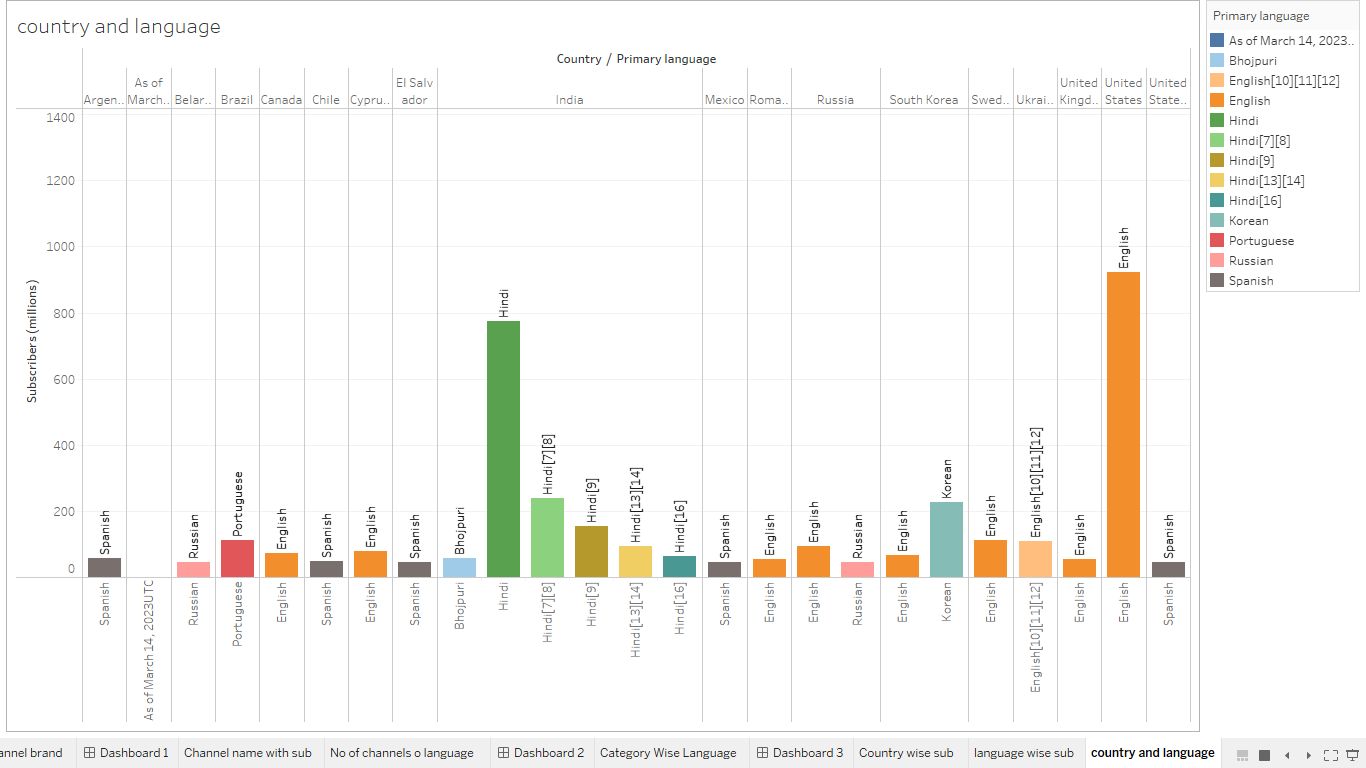 country and language
Country / Primary language
Argen..
As of
March..
Belar..
Brazil
Canada
Chile
Cypru..
El Salv
ador
India
Mexico
Roma..
Russia
South Korea
Swed..
Ukrai..
United
Kingd..
United
States
United
State..
Subscribers (millions)
1400
1200
1000
800
600
400
200
0
Spanish
Russian
Portuguese
English
Spanish
English
Spanish
Bhojpuri
Hindi
Hindi[7][8]
Hindi[9]
Hindi[13][14]
Hindi[16]
Spanish
English
English
Russian
English
Korean
English
English[10][11][12]
English
English
Spanish
Spanish
As of March 14, 2023UTC
Russian
Portuguese
English
Spanish
English
Spanish
Bhojpuri
Hindi
Hindi[7][8]
Hindi[9]
Hindi[13][14]
Hindi[16]
Spanish
English
English
Russian
English
Korean
English
English[10][11][12]
English
English
Spanish
Primary language
As of March 14, 2023..
Bhojpuri
English[10][11][12]
English
Hindi
Hindi[7][8]
Hindi[9]
Hindi[13][14]
Hindi[16]
Korean
Portuguese
Russian
Spanish
annel brand
Dashboard 1
Channel name with sub
No of channels o language
Dashboard 2
Category Wise Language
Dashboard 3
Country wise sub
language wise sub
country and language